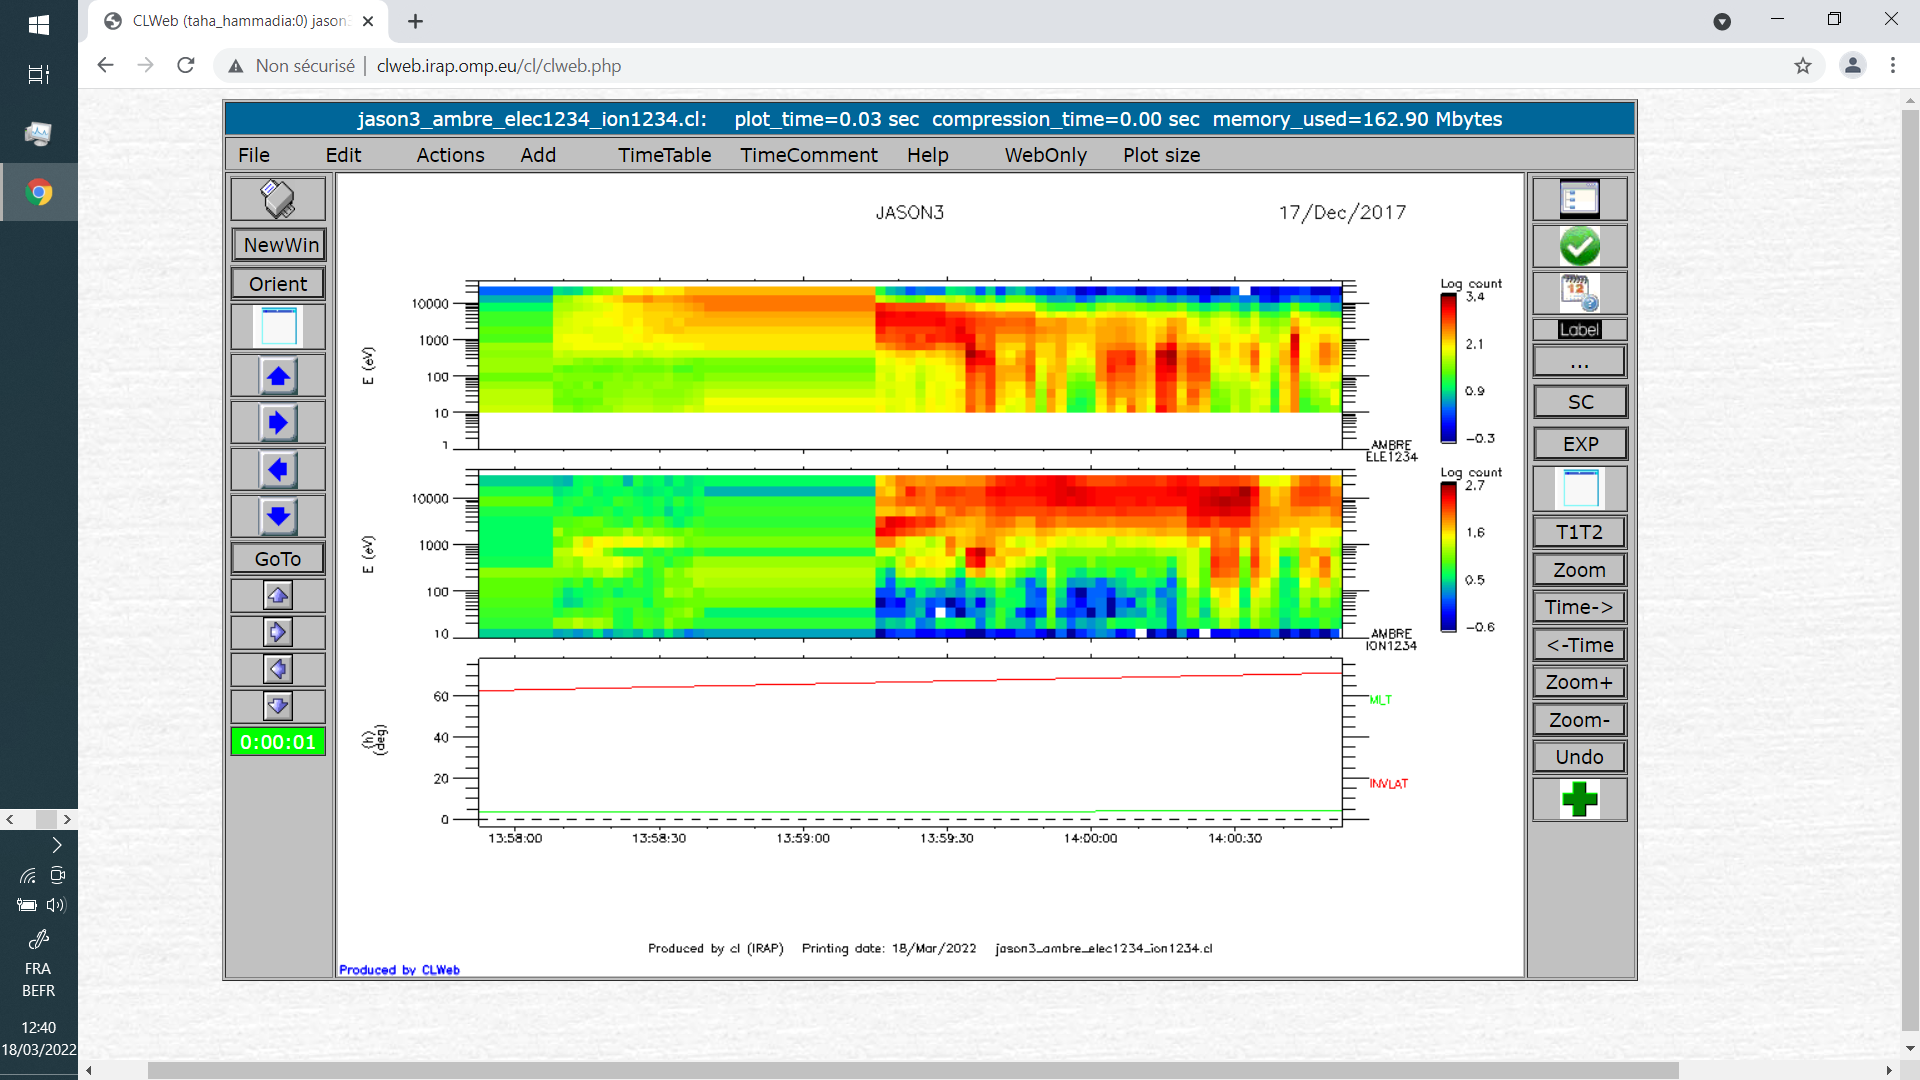 CLWeb (taha_hammadia:0) jason3
Non sécurisé | clweb.irap.omp.eu/cl/clweb.php
jason3_ambre_elec1234_ion1234.cl: plot_time=0.03 sec compression_time=0.00 sec memory_used=162.90 Mbytes
File Edit Actions Add TimeTable TimeComment Help WebOnly Plot size
NewWin
Orient
GoTo
0:00:01
JASON3 17/Dec/2017
10000
1000
100
10
1
E (eV)
AMBRE
ELE1234
Log count
3.4
2.1
0.9
-0.3
10000
1000
100
10
E (eV)
AMBRE
ION1234
Log count
2.7
1.6
0.5
-0.6
60
40
20
0
(h)
(deg)
MLT
INVLAT
13:58:00 13:58:30 13:59:00 13:59:30 14:00:00 14:00:30
Produced by cl (IRAP) Printing date: 18/Mar/2022 jason3_ambre_elec1234_ion1234.cl
Produced by CLWeb
12
Label
...
SC
EXP
T1T2
Zoom
Time->
<-Time
Zoom+
Zoom-
Undo
FRA
BEFR
12:40
18/03/2022